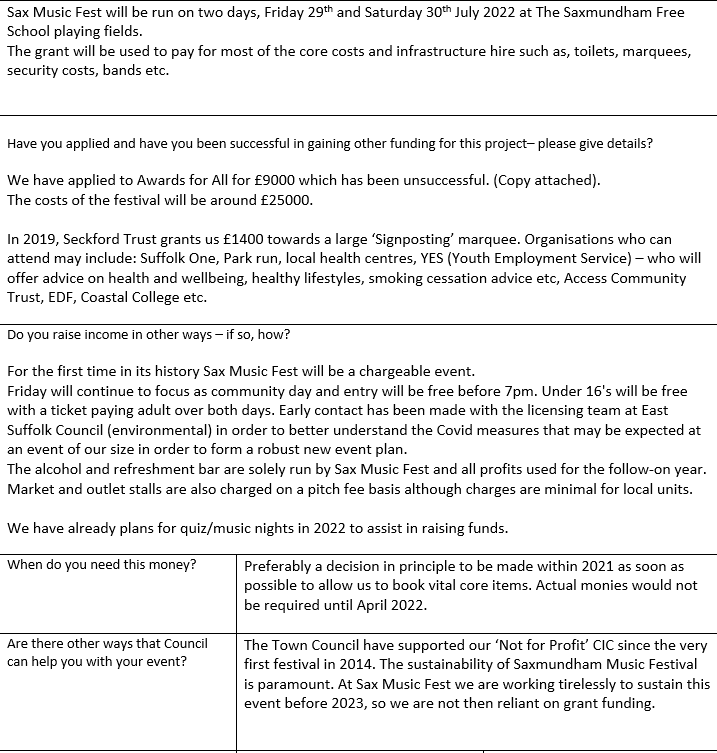 Sax Music Fest will be run on two days, Friday 29th and Saturday 30th July 2022 at The Saxmundham Free
School playing fields.
The grant will be used to pay for most of the core costs and infrastructure hire such as, toilets, marquees,
security costs, bands etc.
Have you applied and have you been successful in gaining other funding for this project– please give details?
We have applied to Awards for All for £9000 which has been unsuccessful. (Copy attached).
The costs of the festival will be around £25000.
In 2019, Seckford Trust grants us £1400 towards a large ‘Signposting’ marquee. Organisations who can
attend may include: Suffolk One, Park run, local health centres, YES (Youth Employment Service) – who will
offer advice on health and wellbeing, healthy lifestyles, smoking cessation advice etc, Access Community
Trust, EDF, Coastal College etc.
Do you raise income in other ways – if so, how?
For the first time in its history Sax Music Fest will be a chargeable event.
Friday will continue to focus as community day and entry will be free before 7pm. Under 16's will be free
with a ticket paying adult over both days. Early contact has been made with the licensing team at East
Suffolk Council (environmental) in order to better understand the Covid measures that may be expected at
an event of our size in order to form a robust new event plan.
The alcohol and refreshment bar are solely run by Sax Music Fest and all profits used for the follow-on year.
Market and outlet stalls are also charged on a pitch fee basis although charges are minimal for local units.
We have already plans for quiz/music nights in 2022 to assist in raising funds.
When do you need this money?
Preferably a decision in principle to be made within 2021 as soon as
possible to allow us to book vital core items. Actual monies would not
be required until April 2022.
Are there other ways that Council
can help you with your event?
The Town Council have supported our ‘Not for Profit’ CIC since the very
first festival in 2014. The sustainability of Saxmundham Music Festival
is paramount. At Sax Music Fest we are working tirelessly to sustain this
event before 2023, so we are not then reliant on grant funding.